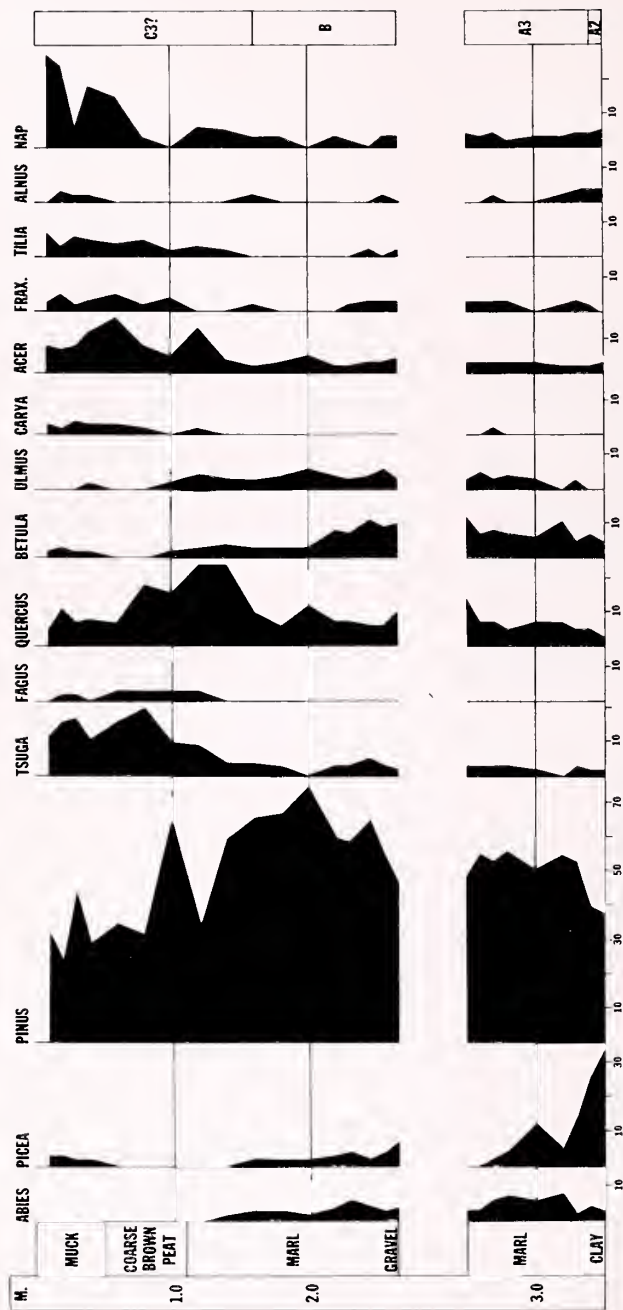 M.
ABIES
PICEA
PINUS
TSUGA
FAGUS
QUERCUS
BETULA
ULMUS
CARYA
ACER
FRAX.
TILIA
ALNUS
NAP
MUCK
COARSE
BROWN
PEAT
MARL
GRAVEL
MARL
CLAY
1.0
2.0
3.0
C3?
B
A3
A2
10
10 30
10 30 50 70
10
10
10
10
10
10
10
10
10
10
10